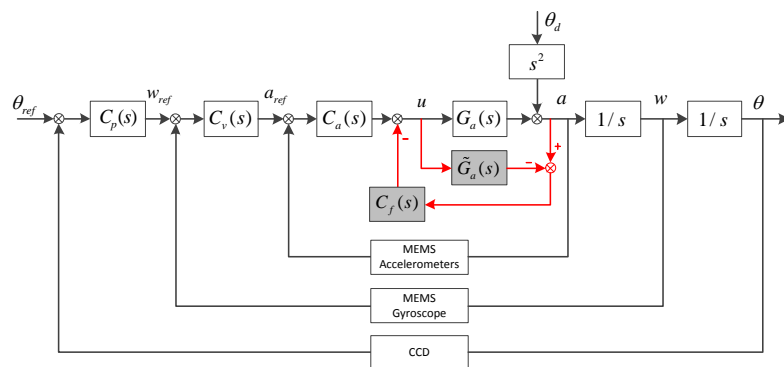 θ_d
s²
θ_ref
C_p(s)
w_ref
C_v(s)
a_ref
C_a(s)
u
G_a(s)
a
1/s
w
1/s
θ
-
+
-
G̃_a(s)
C_f(s)
MEMS
Accelerometers
MEMS
Gyroscope
CCD